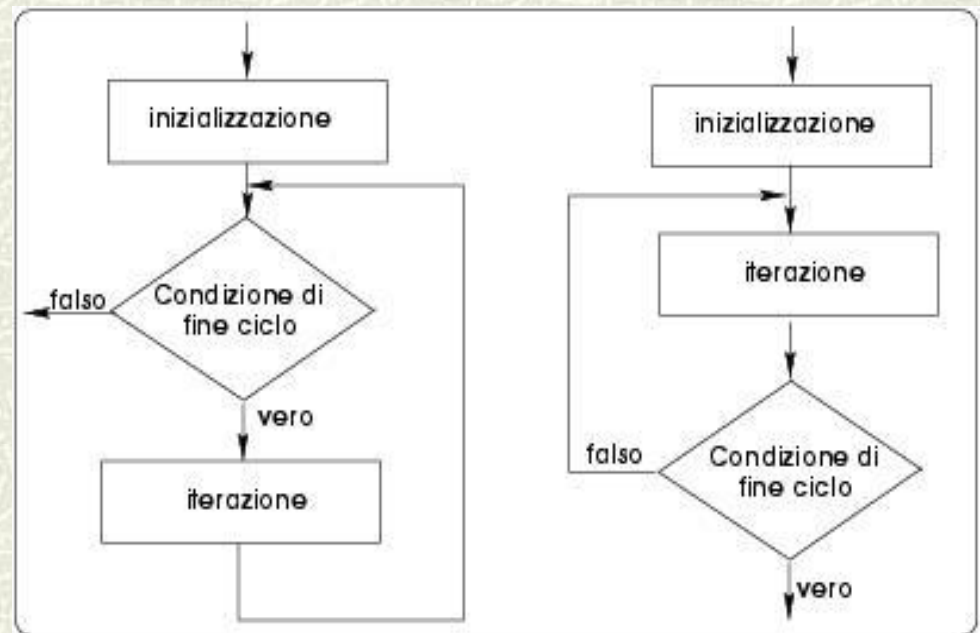 inizializzazione
Condizione di
fine ciclo
falso
vero
iterazione
inizializzazione
iterazione
Condizione di
fine ciclo
falso
vero